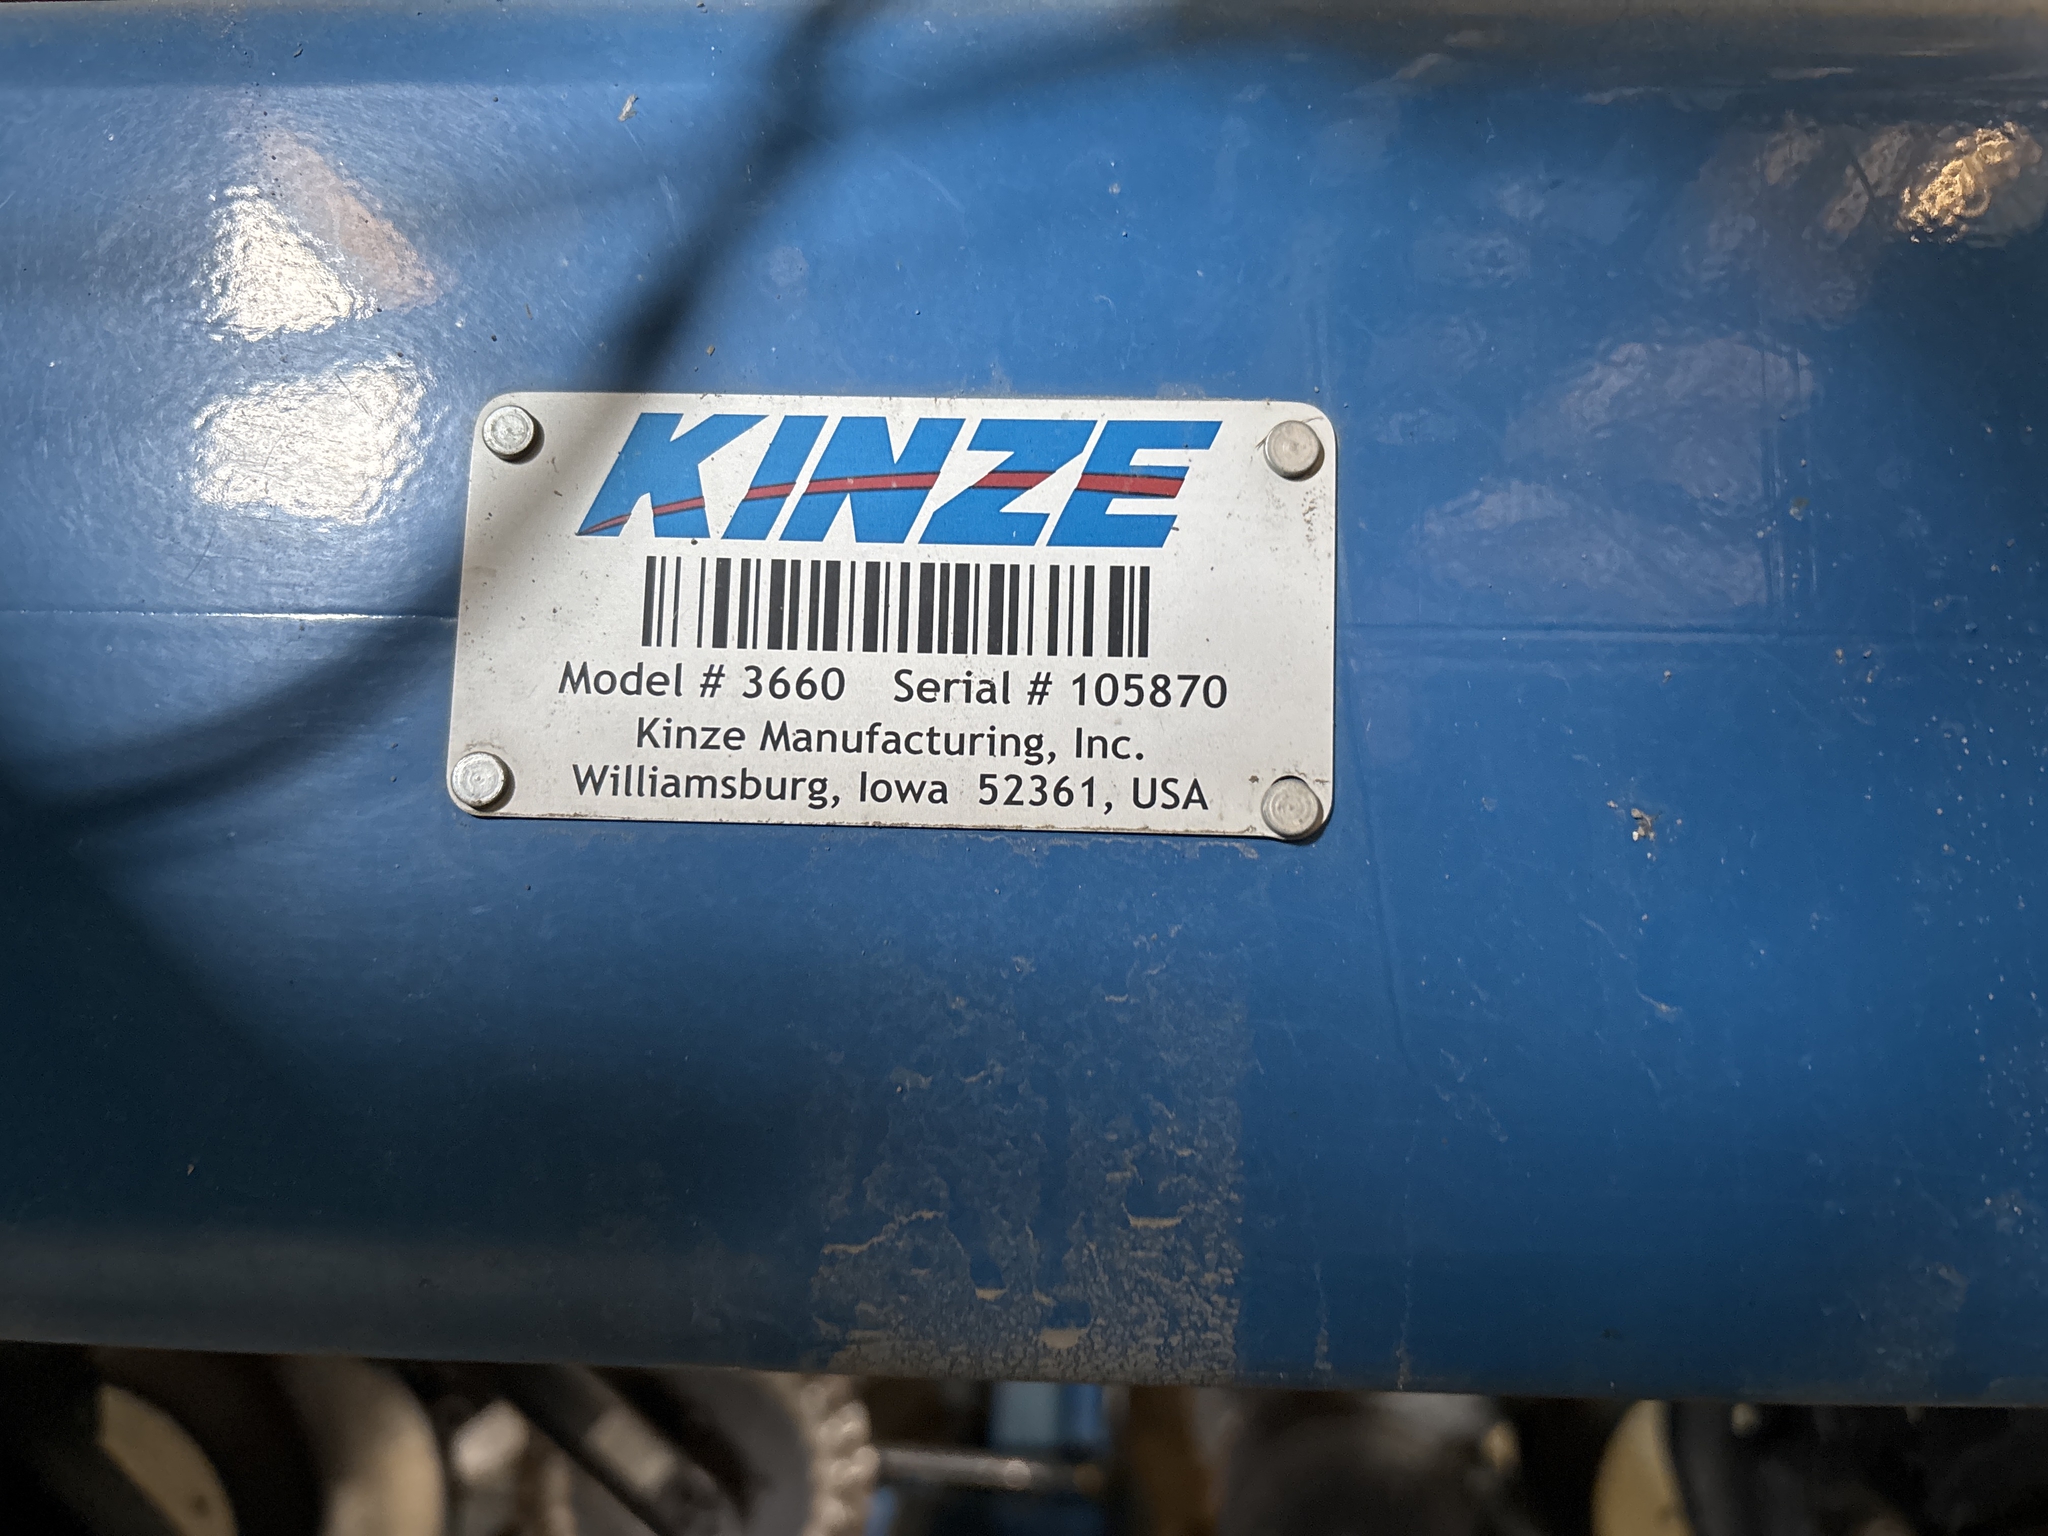 KINZE
Model # 3660 Serial # 105870
Kinze Manufacturing, Inc.
Williamsburg, Iowa 52361, USA